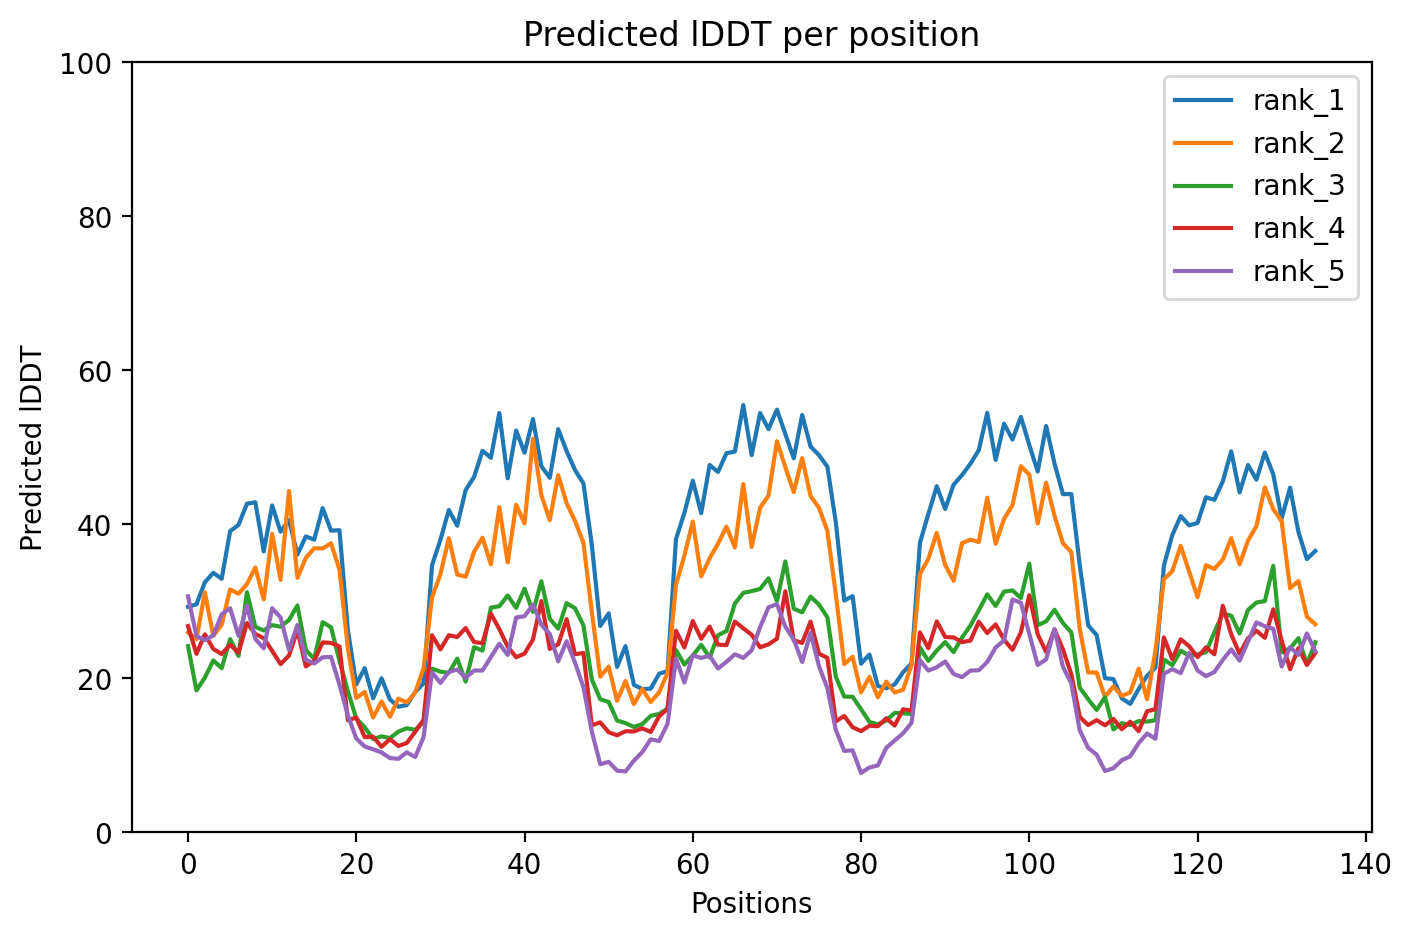 Predicted lDDT per position
Predicted lDDT
100
80
60
40
20
0
rank_1
rank_2
rank_3
rank_4
rank_5
0 20 40 60 80 100 120 140
Positions